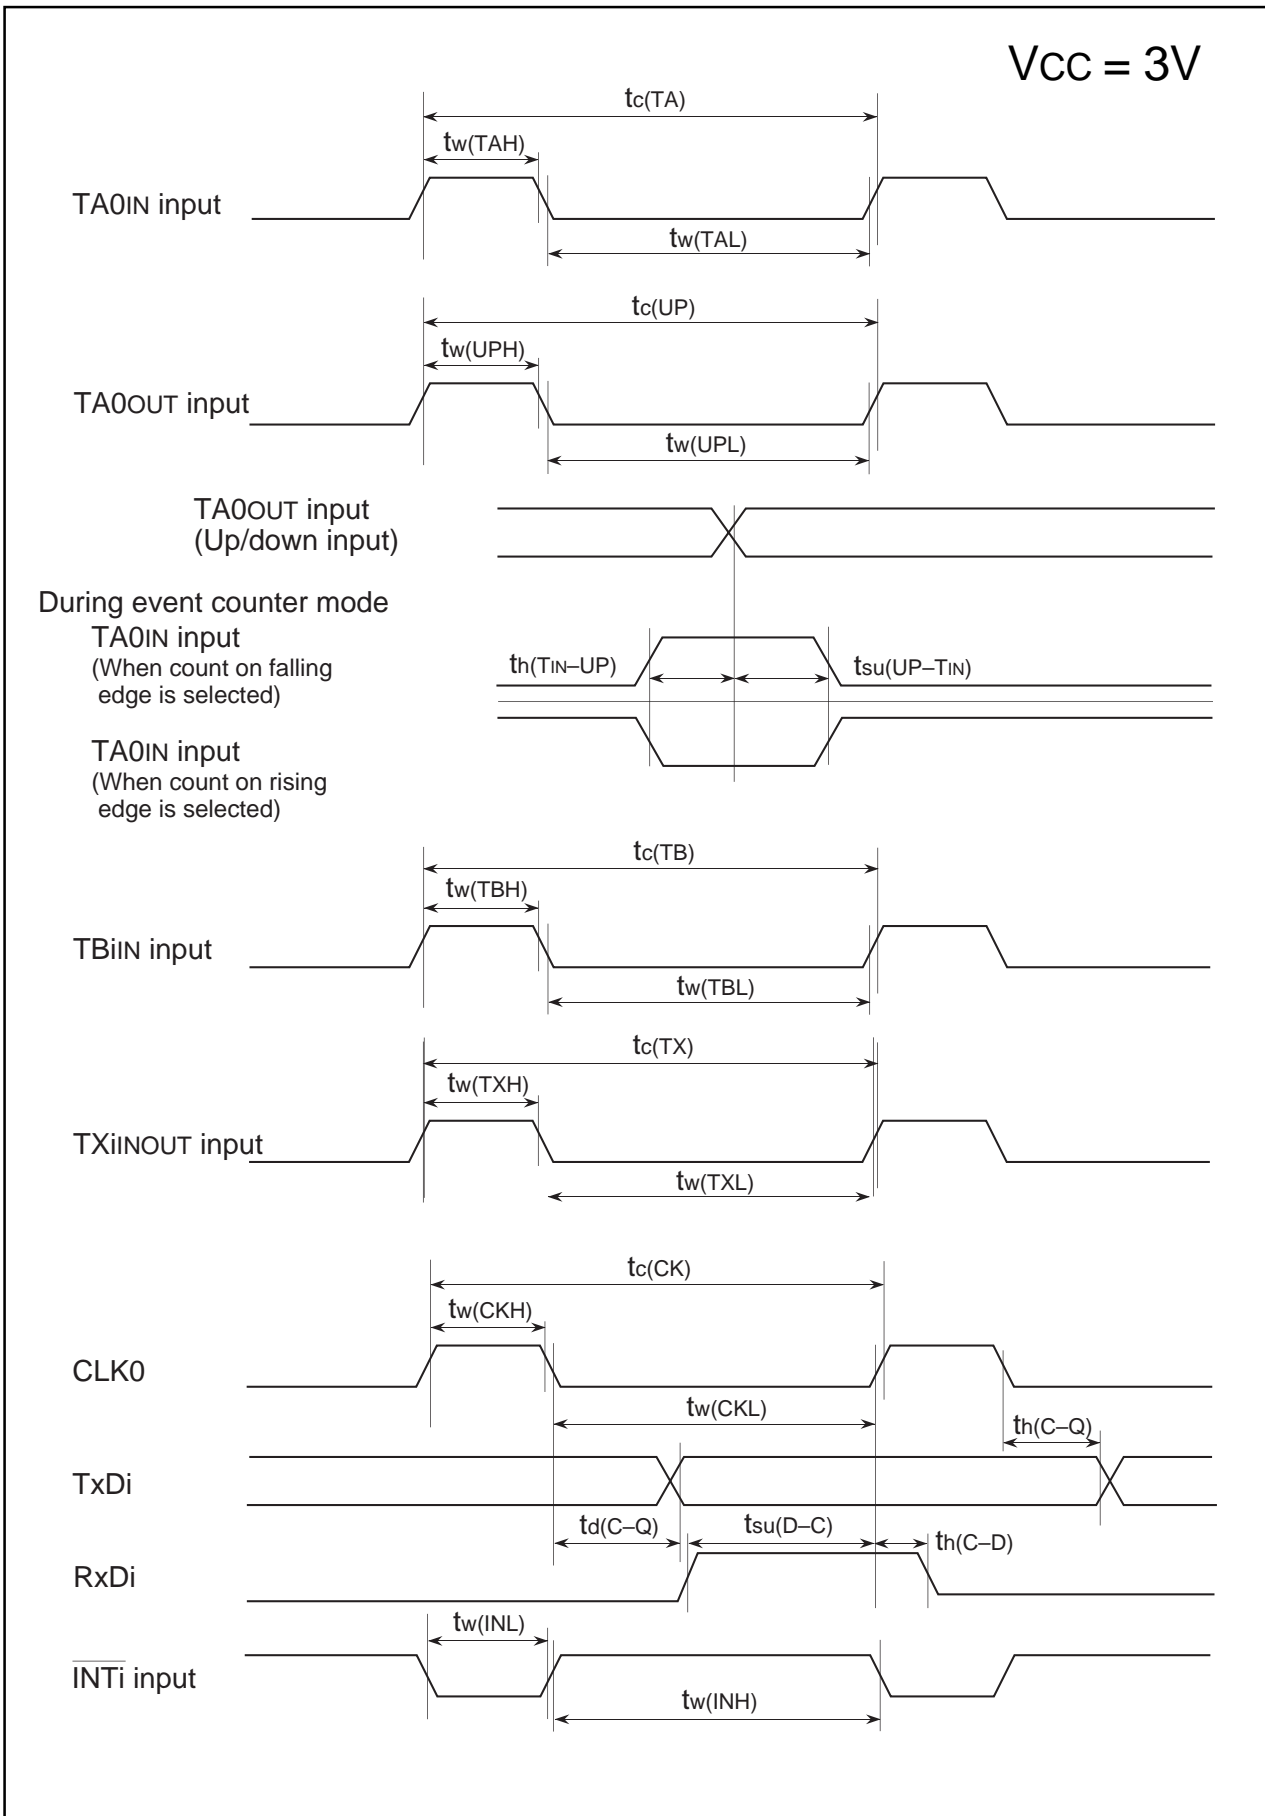 VCC = 3V
tc(TA)
tw(TAH)
TA0IN input
tw(TAL)
tc(UP)
tw(UPH)
TA0OUT input
tw(UPL)
TA0OUT input
(Up/down input)
During event counter mode
TA0IN input
(When count on falling
edge is selected)
th(TIN–UP)
tsu(UP–TIN)
TA0IN input
(When count on rising
edge is selected)
tc(TB)
tw(TBH)
TBiIN input
tw(TBL)
tc(TX)
tw(TXH)
TXiINOUT input
tw(TXL)
tc(CK)
tw(CKH)
CLK0
tw(CKL)
th(C–Q)
TxDi
td(C–Q)
tsu(D–C)
th(C–D)
RxDi
tw(INL)
INTi input
tw(INH)